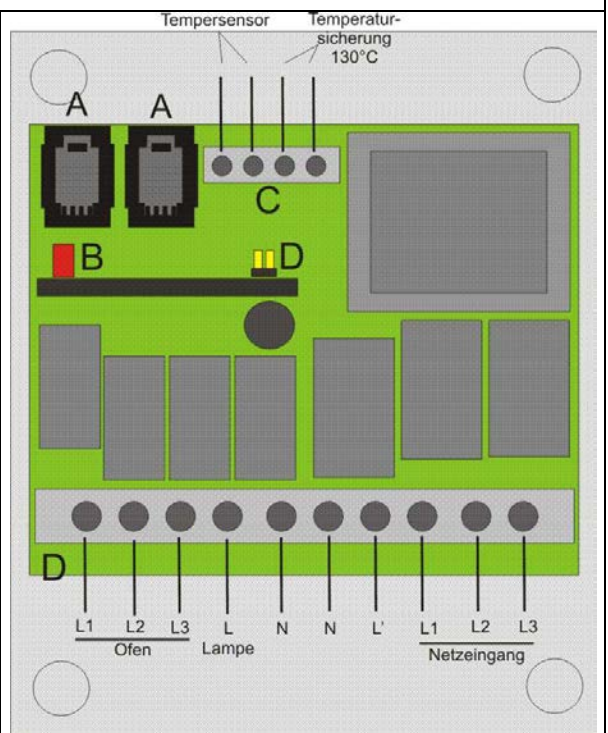 Tempersensor Temperatur-
sicherung
130°C
A A
C
B D
D
L1 L2 L3 L N N L' L1 L2 L3
Ofen Lampe Netzeingang